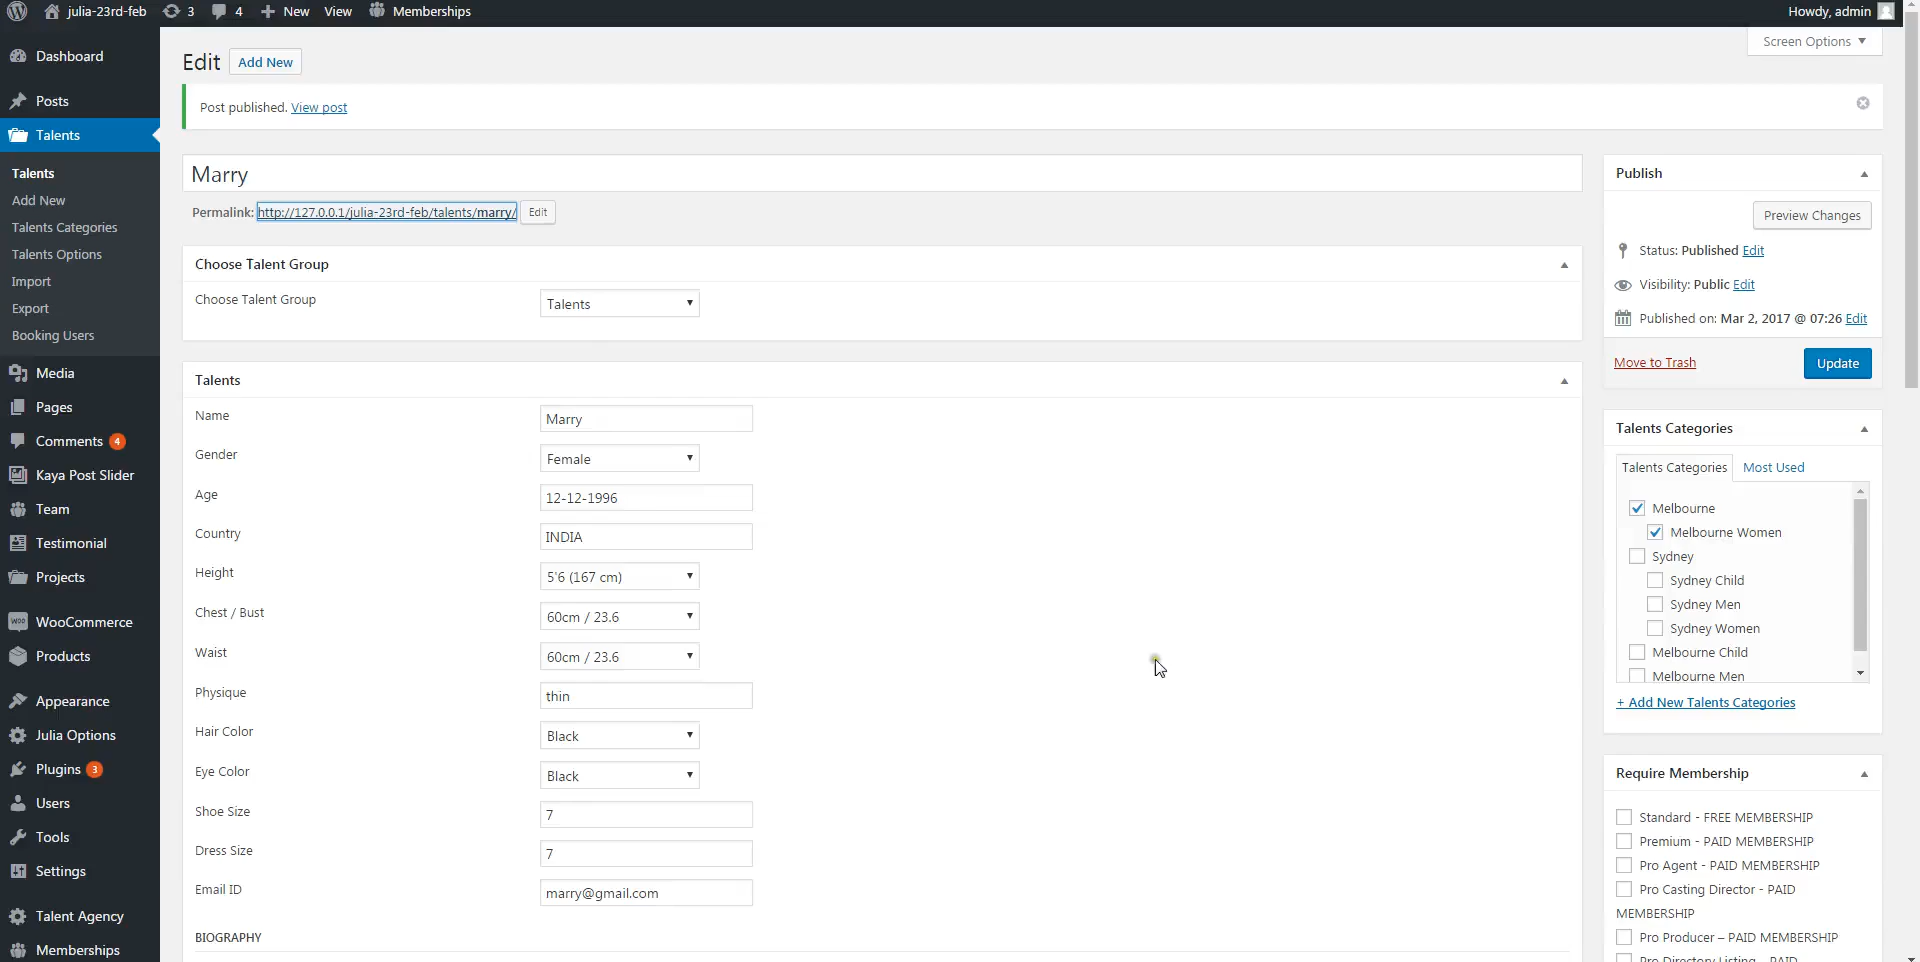 julia-23rd-feb 3 4 New View Memberships Howdy, admin
Screen Options
Dashboard
Posts
Talents
Talents
Add New
Talents Categories
Talents Options
Import
Export
Booking Users
Media
Pages
Comments 4
Kaya Post Slider
Team
Testimonial
Projects
WooCommerce
Products
Appearance
Julia Options
Plugins 3
Users
Tools
Settings
Talent Agency
Memberships
Edit Add New
Post published. View post
Marry
Permalink: http://127.0.0.1/julia-23rd-feb/talents/marry/ Edit
Choose Talent Group
Choose Talent Group Talents
Talents
Name Marry
Gender Female
Age 12-12-1996
Country INDIA
Height 5'6 (167 cm)
Chest / Bust 60cm / 23.6
Waist 60cm / 23.6
Physique thin
Hair Color Black
Eye Color Black
Shoe Size 7
Dress Size 7
Email ID marry@gmail.com
BIOGRAPHY
Publish
Preview Changes
Status: Published Edit
Visibility: Public Edit
Published on: Mar 2, 2017 @ 07:26 Edit
Move to Trash Update
Talents Categories
Talents Categories Most Used
Melbourne
Melbourne Women
Sydney
Sydney Child
Sydney Men
Sydney Women
Melbourne Child
Melbourne Men
+ Add New Talents Categories
Require Membership
Standard - FREE MEMBERSHIP
Premium - PAID MEMBERSHIP
Pro Agent - PAID MEMBERSHIP
Pro Casting Director - PAID
MEMBERSHIP
Pro Producer – PAID MEMBERSHIP
Pro Directory Listing - PAID